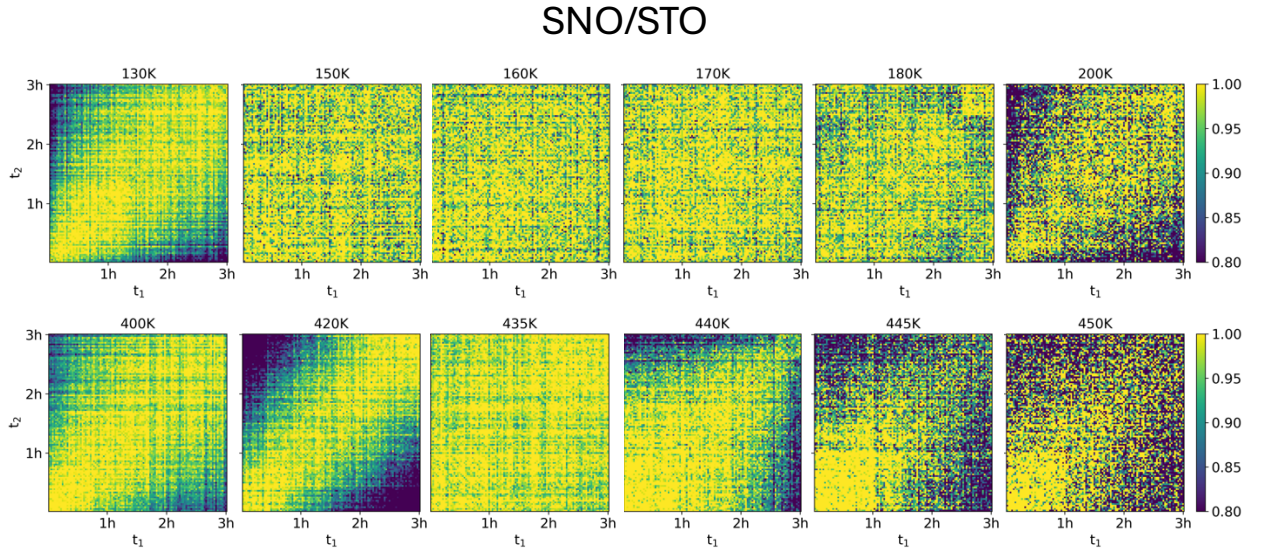 SNO/STO
130K 150K 160K 170K 180K 200K
3h 1.00
0.95
2h
t₂ 0.90
1h
0.85
0.80
1h 2h 3h 1h 2h 3h 1h 2h 3h 1h 2h 3h 1h 2h 3h 1h 2h 3h
t₁ t₁ t₁ t₁ t₁ t₁
400K 420K 435K 440K 445K 450K
3h 1.00
0.95
2h
t₂ 0.90
1h
0.85
0.80
1h 2h 3h 1h 2h 3h 1h 2h 3h 1h 2h 3h 1h 2h 3h 1h 2h 3h
t₁ t₁ t₁ t₁ t₁ t₁